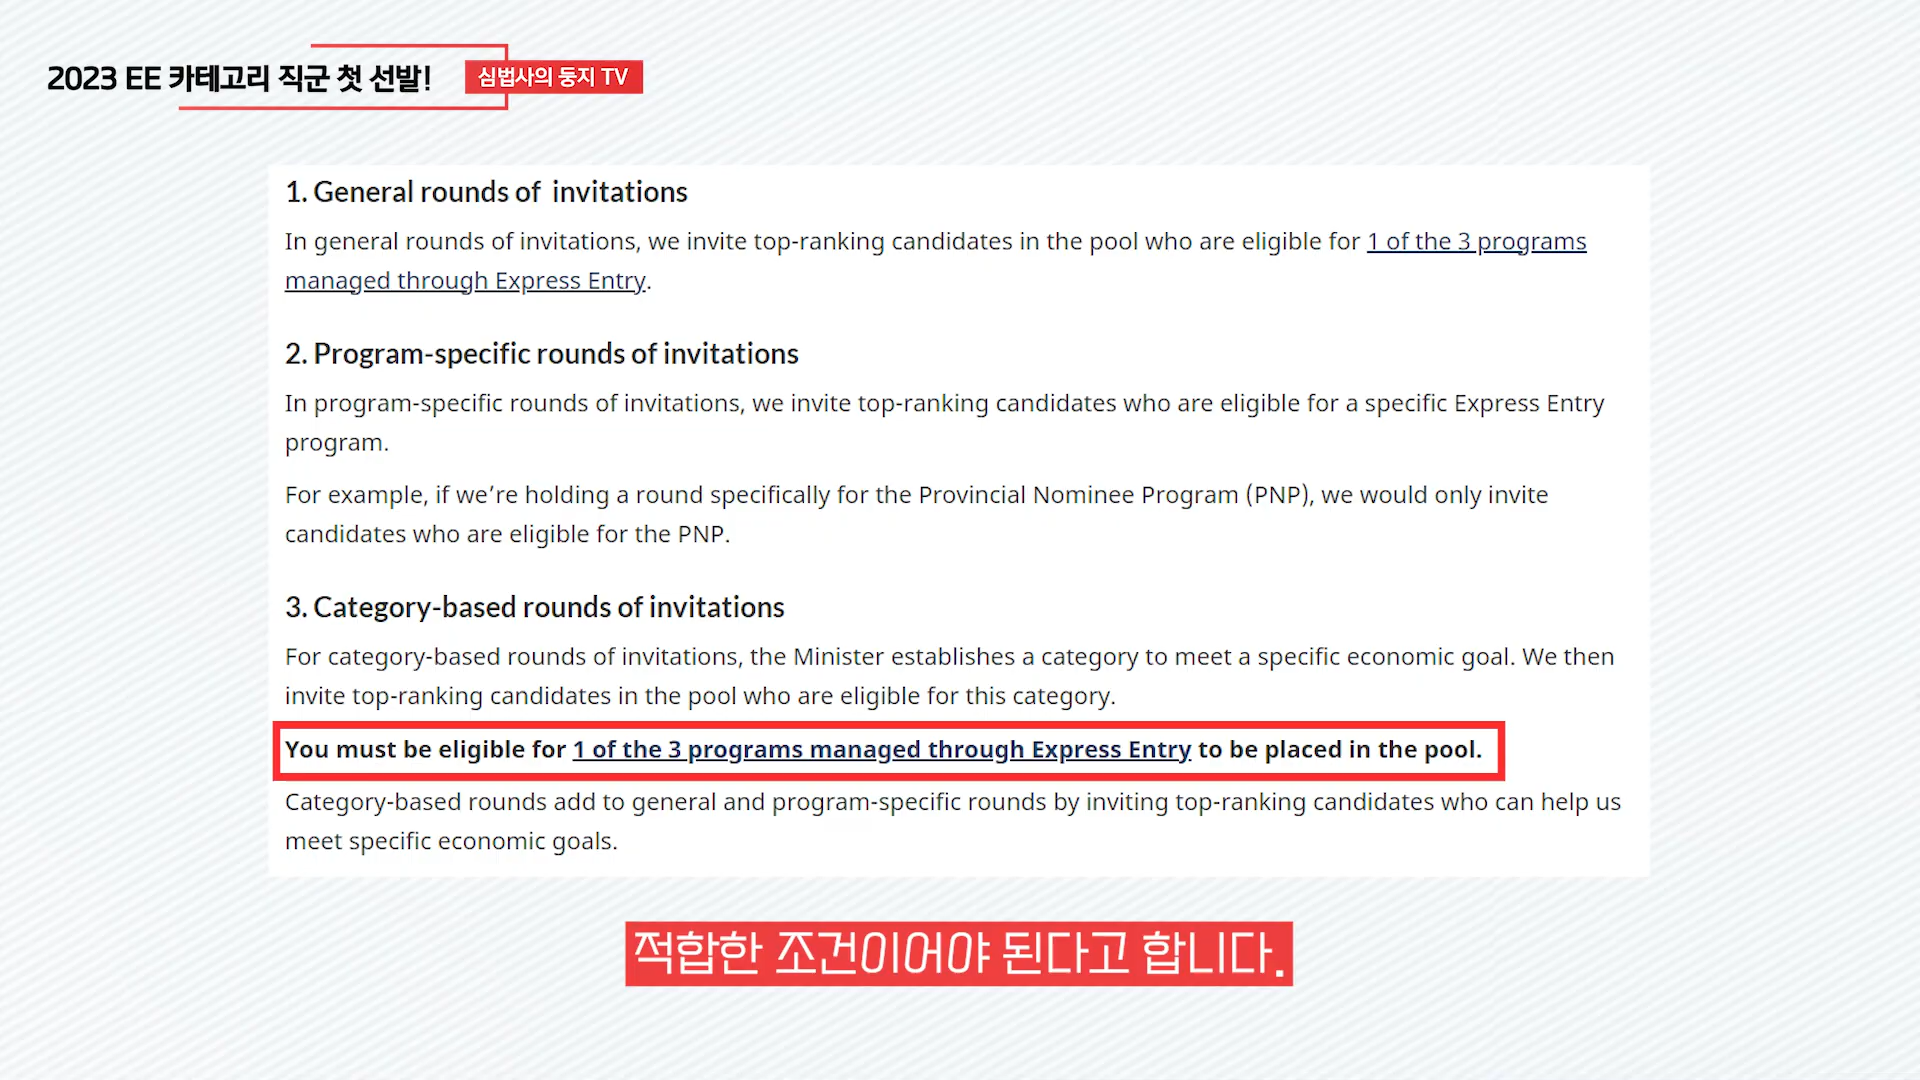 2023 EE 카테고리 직군 첫 선발!
심법사의 둥지 TV
1. General rounds of invitations
In general rounds of invitations, we invite top-ranking candidates in the pool who are eligible for 1 of the 3 programs
managed through Express Entry.
2. Program-specific rounds of invitations
In program-specific rounds of invitations, we invite top-ranking candidates who are eligible for a specific Express Entry
program.
For example, if we’re holding a round specifically for the Provincial Nominee Program (PNP), we would only invite
candidates who are eligible for the PNP.
3. Category-based rounds of invitations
For category-based rounds of invitations, the Minister establishes a category to meet a specific economic goal. We then
invite top-ranking candidates in the pool who are eligible for this category.
You must be eligible for 1 of the 3 programs managed through Express Entry to be placed in the pool.
Category-based rounds add to general and program-specific rounds by inviting top-ranking candidates who can help us
meet specific economic goals.
적합한 조건이어야 된다고 합니다.